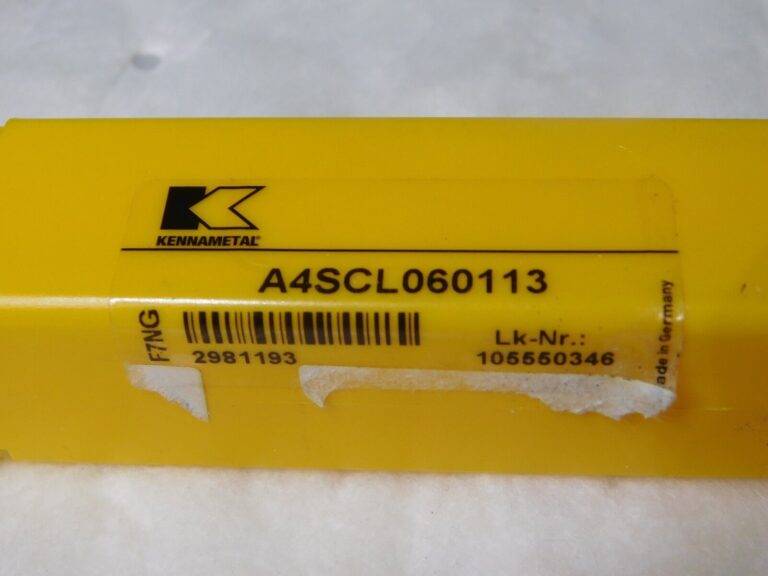 KENNAMETAL
A4SCL060113
F7NG
2981193
Lk-Nr.:
105550346
ade in Germany